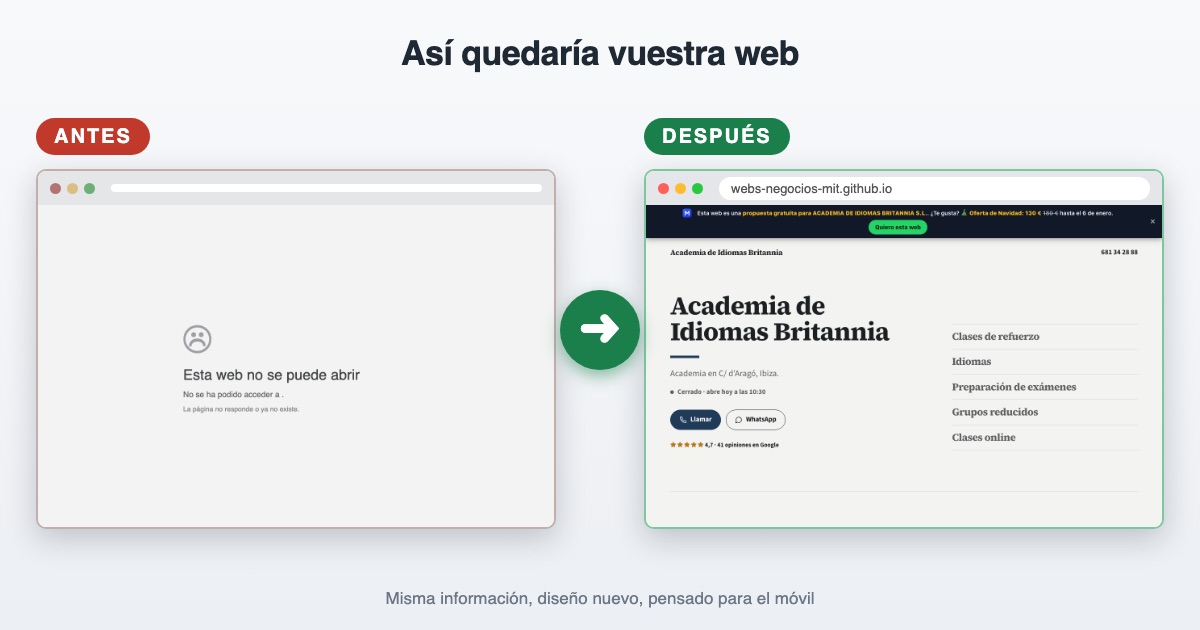 Así quedaría vuestra web
ANTES
Esta web no se puede abrir
No se ha podido acceder a .
La página no responde o ya no existe.
DESPUÉS
webs-negocios-mit.github.io
M Esta web es una propuesta gratuita para ACADEMIA DE IDIOMAS BRITANNIA S.L.. ¿Te gusta? 🎄 Oferta de Navidad: 130 € 180 € hasta el 6 de enero.
Quiero esta web
Academia de Idiomas Britannia
681 34 28 88
Academia de
Idiomas Britannia
Academia en C/ d'Aragó, Ibiza.
Cerrado · abre hoy a las 10:30
Llamar
WhatsApp
★★★★★ 4,7 · 41 opiniones en Google
Clases de refuerzo
Idiomas
Preparación de exámenes
Grupos reducidos
Clases online
Misma información, diseño nuevo, pensado para el móvil